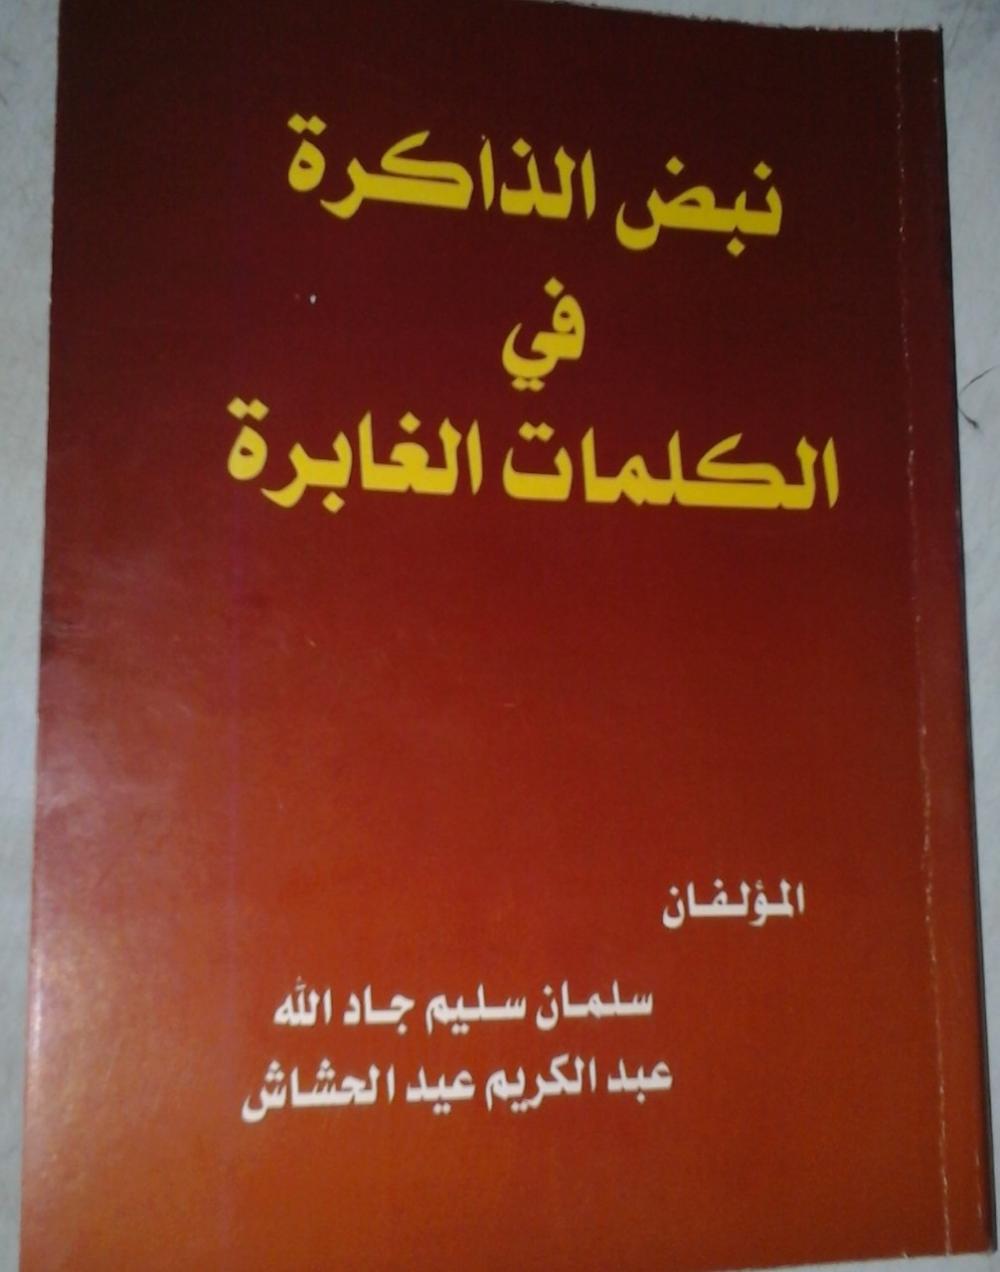 نبض الذاكرة
في
الكلمات الغابرة
المؤلفان
سلمان سليم جاد الله
عبد الكريم عيد الحشاش